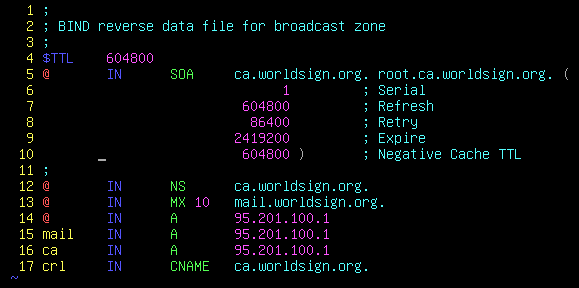 1 ;
2 ; BIND reverse data file for broadcast zone
3 ;
4 $TTL 604800
5 @ IN SOA ca.worldsign.org. root.ca.worldsign.org. (
6 1 ; Serial
7 604800 ; Refresh
8 86400 ; Retry
9 2419200 ; Expire
10 604800 ) ; Negative Cache TTL
11 ;
12 @ IN NS ca.worldsign.org.
13 @ IN MX 10 mail.worldsign.org.
14 @ IN A 95.201.100.1
15 mail IN A 95.201.100.1
16 ca IN A 95.201.100.1
17 crl IN CNAME ca.worldsign.org.
~